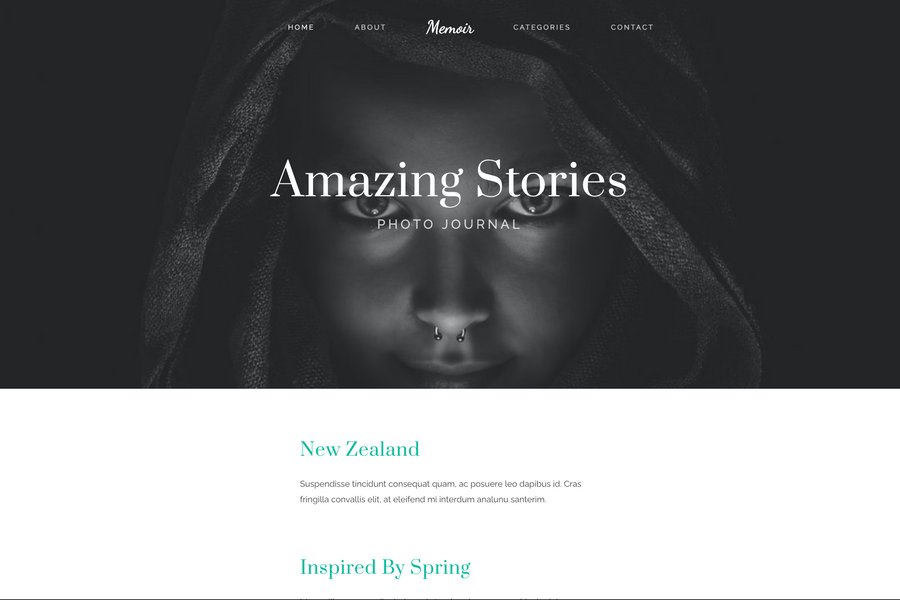 HOME ABOUT Memoir CATEGORIES CONTACT
Amazing Stories
PHOTO JOURNAL
New Zealand
Suspendisse tincidunt consequat quam, ac posuere leo dapibus id. Cras
fringilla convallis elit, at eleifend mi interdum analunu santerim.
Inspired By Spring